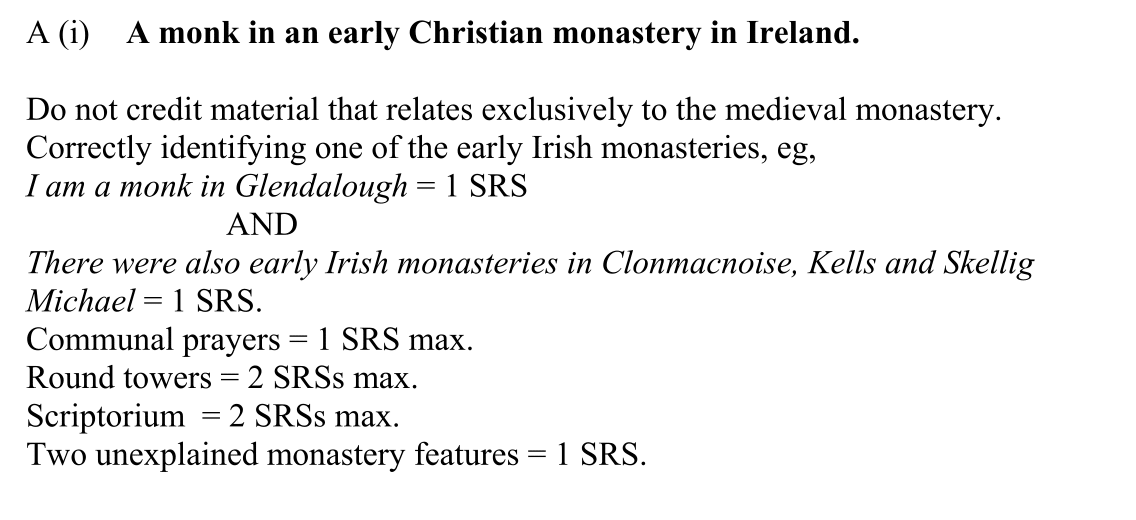 A (i) A monk in an early Christian monastery in Ireland.
Do not credit material that relates exclusively to the medieval monastery.
Correctly identifying one of the early Irish monasteries, eg,
I am a monk in Glendalough = 1 SRS
AND
There were also early Irish monasteries in Clonmacnoise, Kells and Skellig
Michael = 1 SRS.
Communal prayers = 1 SRS max.
Round towers = 2 SRSs max.
Scriptorium = 2 SRSs max.
Two unexplained monastery features = 1 SRS.